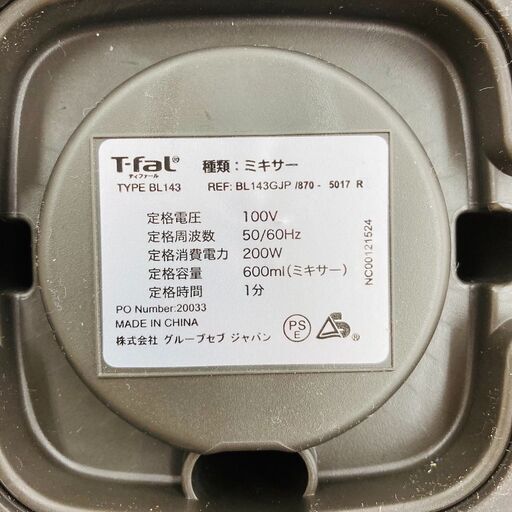 T-fal® 種類：ミキサー
ティファール
TYPE BL143 REF: BL143GJP /870 - 5017 R
定格電圧 100V
定格周波数 50/60Hz
定格消費電力 200W
定格容量 600ml（ミキサー）
定格時間 1分
PO Number:20033
MADE IN CHINA
株式会社 グループセブ ジャパン
PS
E
S®
NC00121524